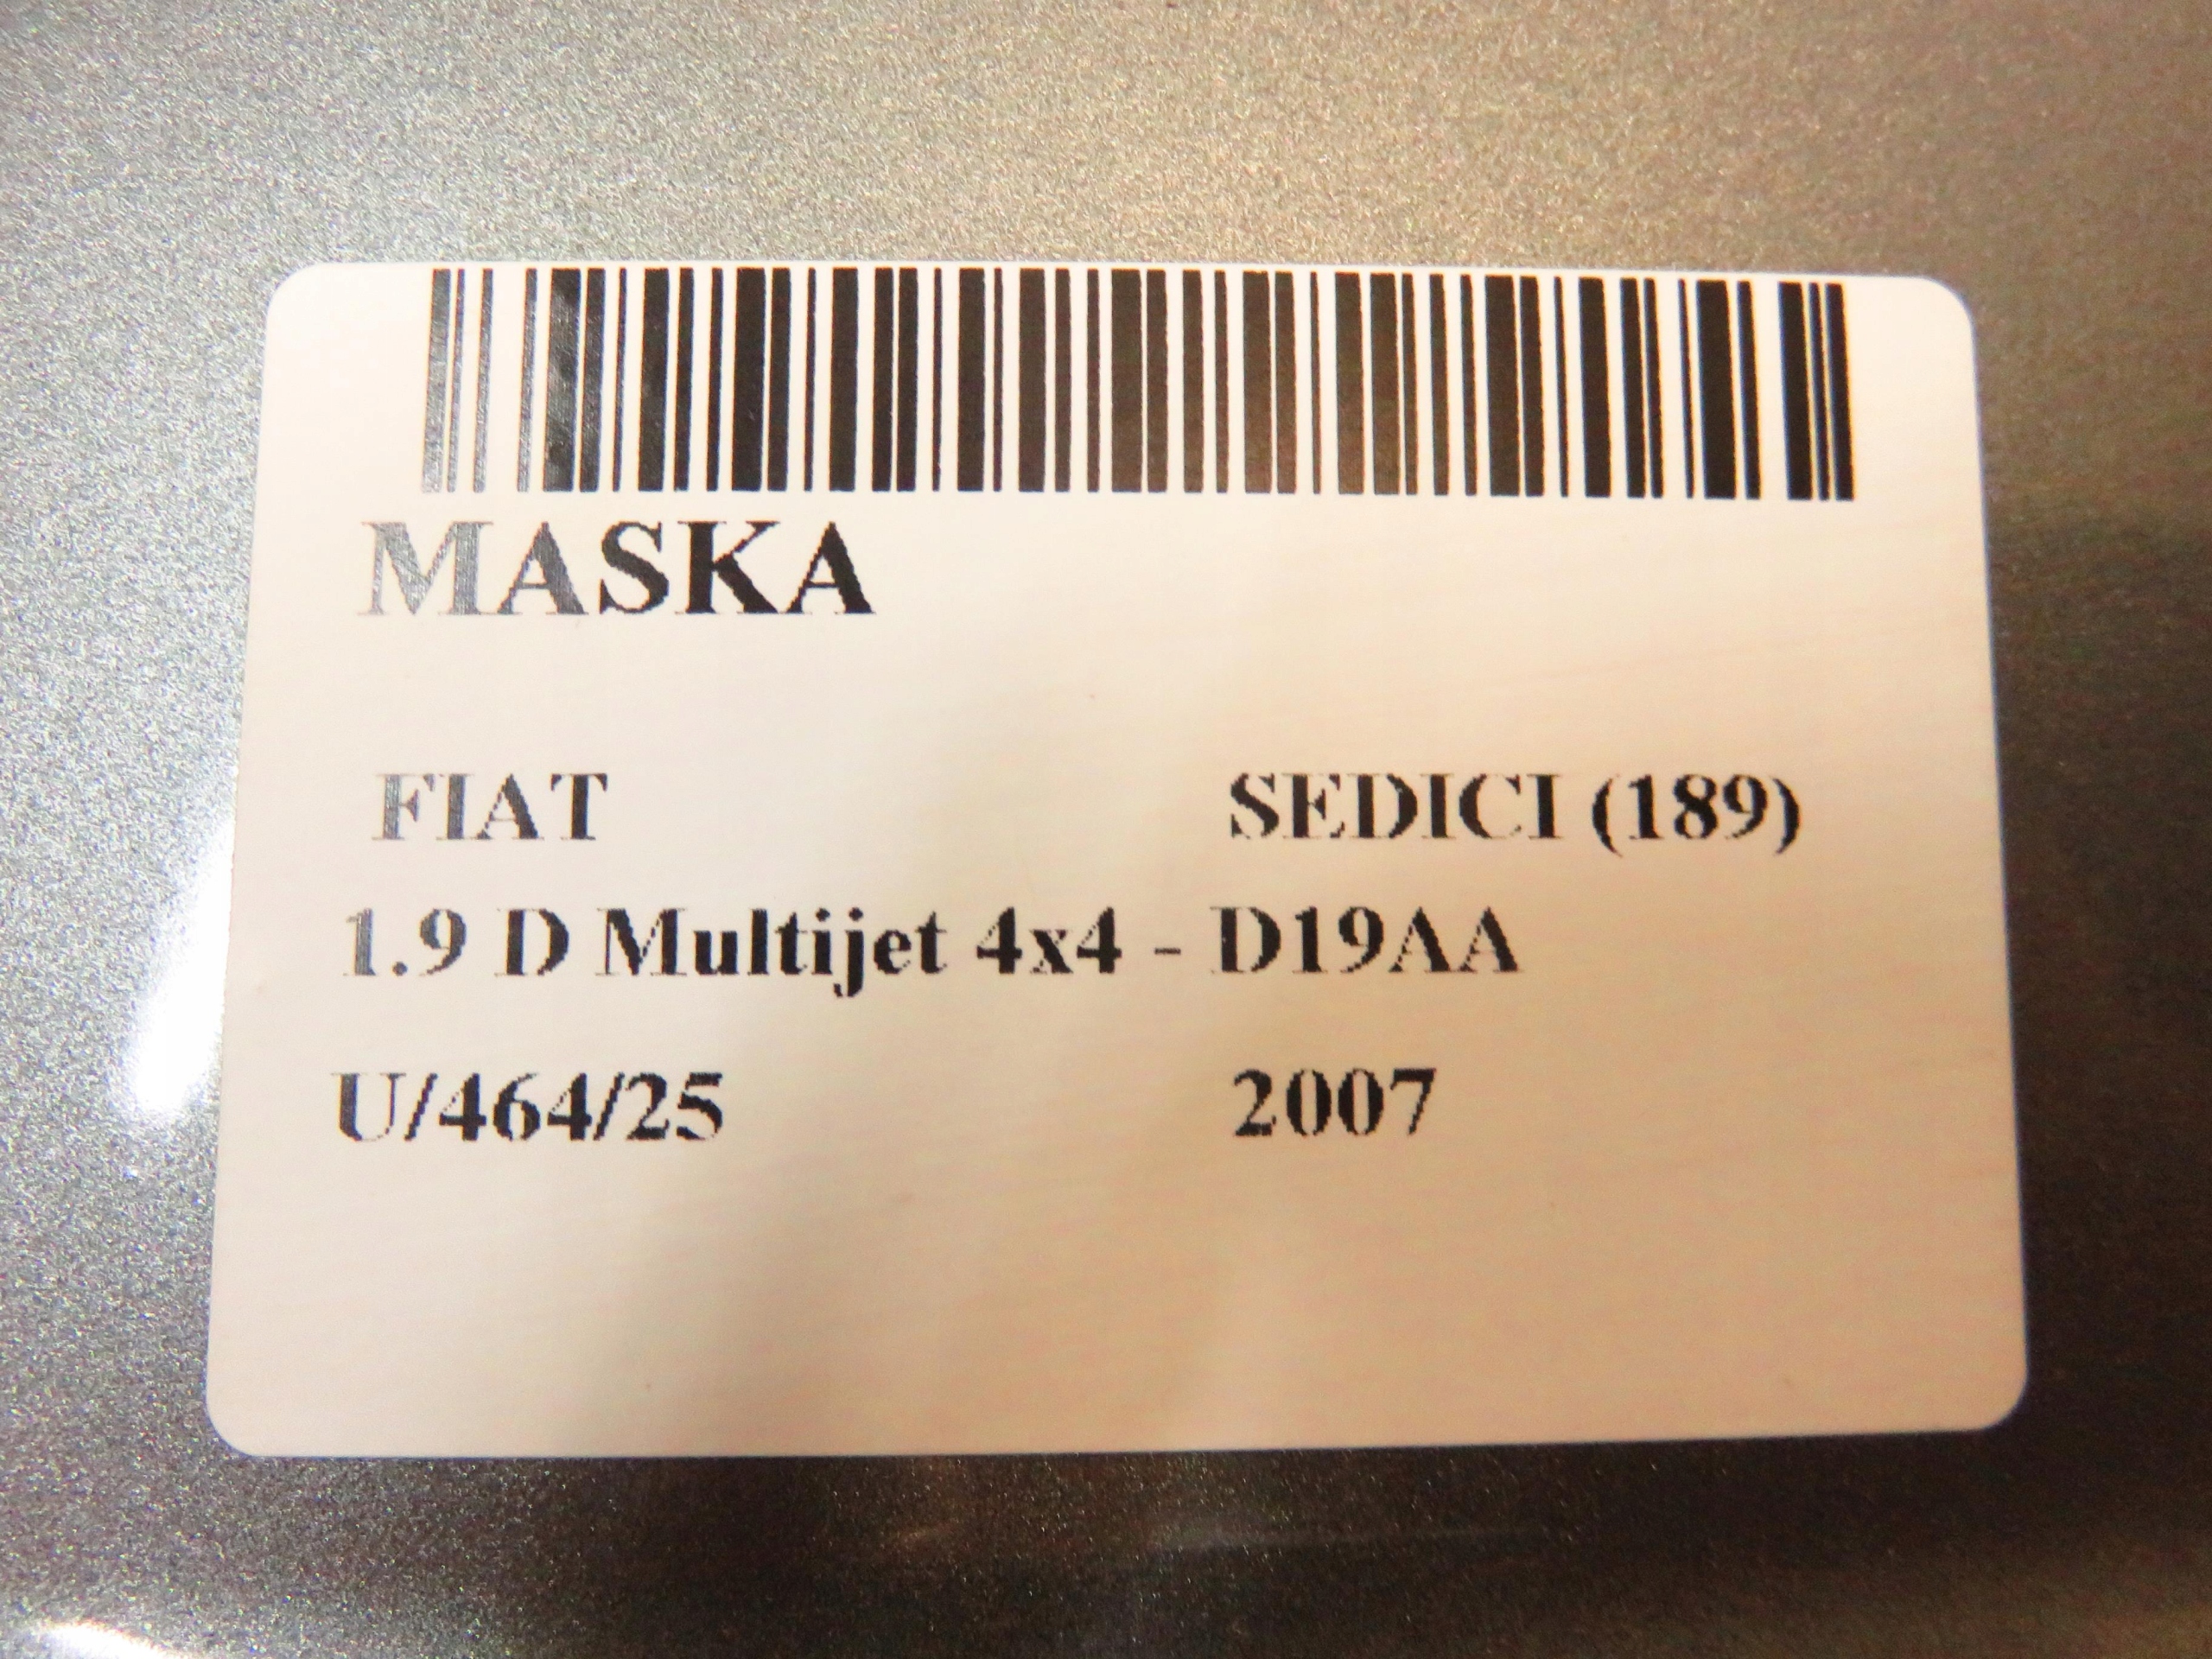 MASKA
FIAT SEDICI (189)
1.9 D Multijet 4x4 - D19AA
U/464/25 2007